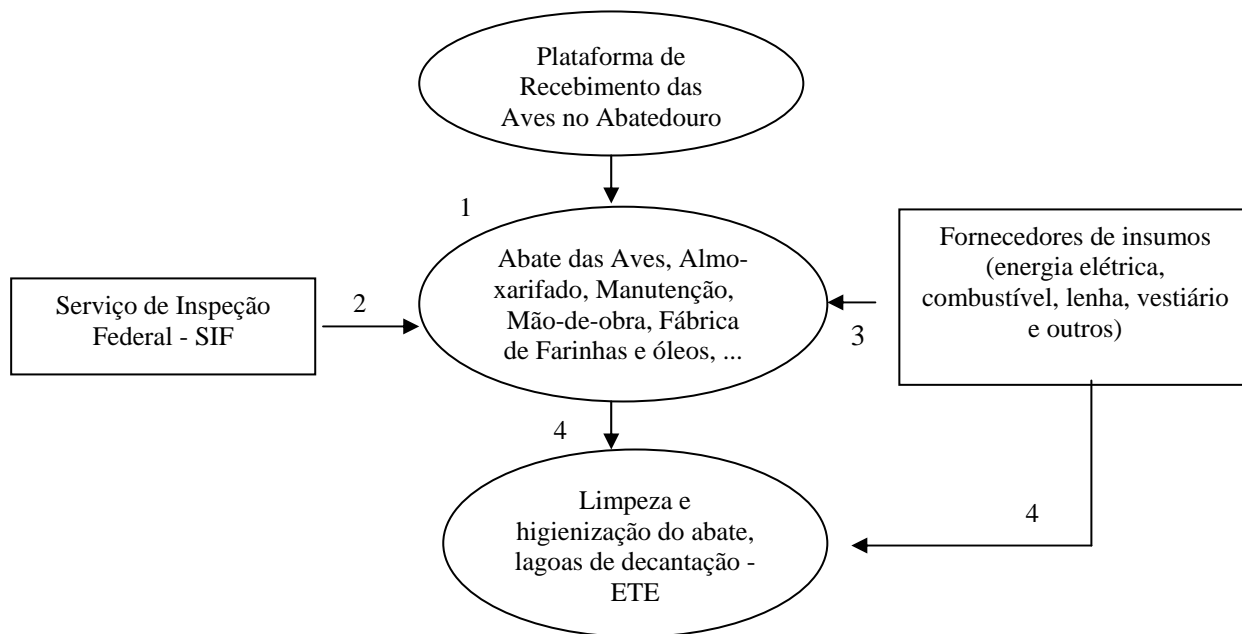 Plataforma de
Recebimento das
Aves no Abatedouro
1
Abate das Aves, Almo-
xarifado, Manutenção,
Mão-de-obra, Fábrica
de Farinhas e óleos, ...
Serviço de Inspeção
Federal - SIF
2
Fornecedores de insumos
(energia elétrica,
combustível, lenha, vestiário
e outros)
3
4
Limpeza e
higienização do abate,
lagoas de decantação -
ETE
4